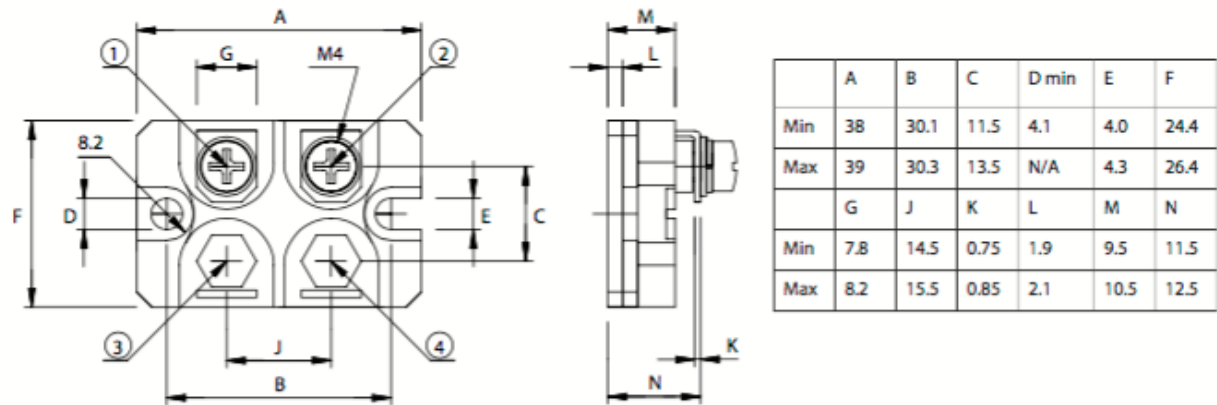 A
M
1
G
M4
2
L
8.2
F
D
E
C
3
J
4
K
B
N
A B C D min E F
Min 38 30.1 11.5 4.1 4.0 24.4
Max 39 30.3 13.5 N/A 4.3 26.4
G J K L M N
Min 7.8 14.5 0.75 1.9 9.5 11.5
Max 8.2 15.5 0.85 2.1 10.5 12.5